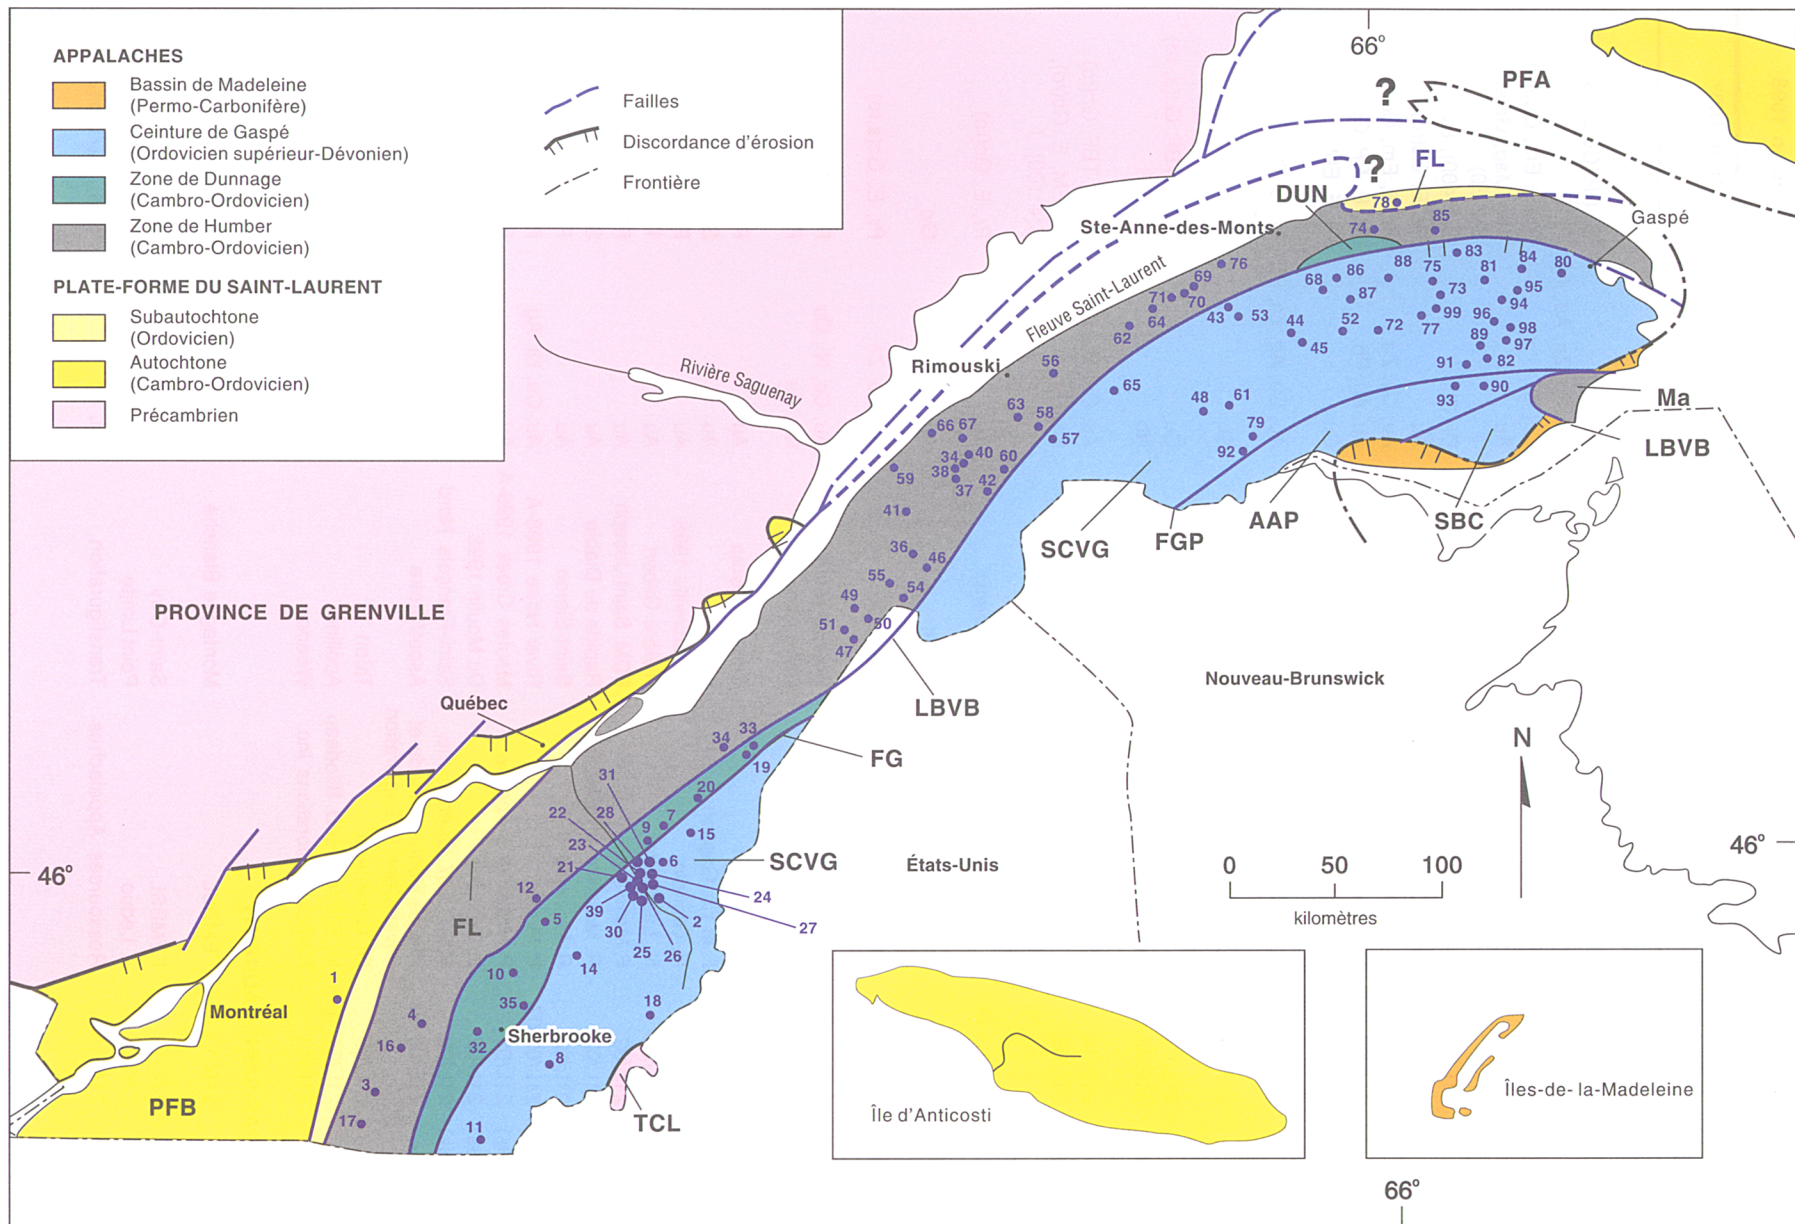 APPALACHES
Bassin de Madeleine
(Permo-Carbonifère)
Ceinture de Gaspé
(Ordovicien supérieur-Dévonien)
Zone de Dunnage
(Cambro-Ordovicien)
Zone de Humber
(Cambro-Ordovicien)
PLATE-FORME DU SAINT-LAURENT
Subautochtone
(Ordovicien)
Autochtone
(Cambro-Ordovicien)
Précambrien
Failles
Discordance d'érosion
Frontière
66°
?
PFA
?
FL
DUN
78
74
85
Ste-Anne-des-Monts
Gaspé
Fleuve Saint-Laurent
76
69
71
70
64
62
68
86
88
75
83
81
84
80
87
73
95
94
43
53
44
45
52
72
77
99
96
98
89
97
91
82
93
90
Rimouski
56
65
48
61
79
92
Ma
LBVB
Rivière Saguenay
63
58
57
66
67
34
40
38
37
60
42
59
41
36
46
55
54
49
51
50
47
SCVG
FGP
AAP
SBC
PROVINCE DE GRENVILLE
Nouveau-Brunswick
LBVB
Québec
34
33
19
FG
N
31
20
22
28
7
9
15
23
21
6
SCVG
États-Unis
0
50
100
kilomètres
46°
46°
12
5
39
30
25
26
2
24
27
FL
10
14
35
18
1
4
16
32
Sherbrooke
8
3
17
11
Montréal
PFB
TCL
Île d'Anticosti
Îles-de- la-Madeleine
66°